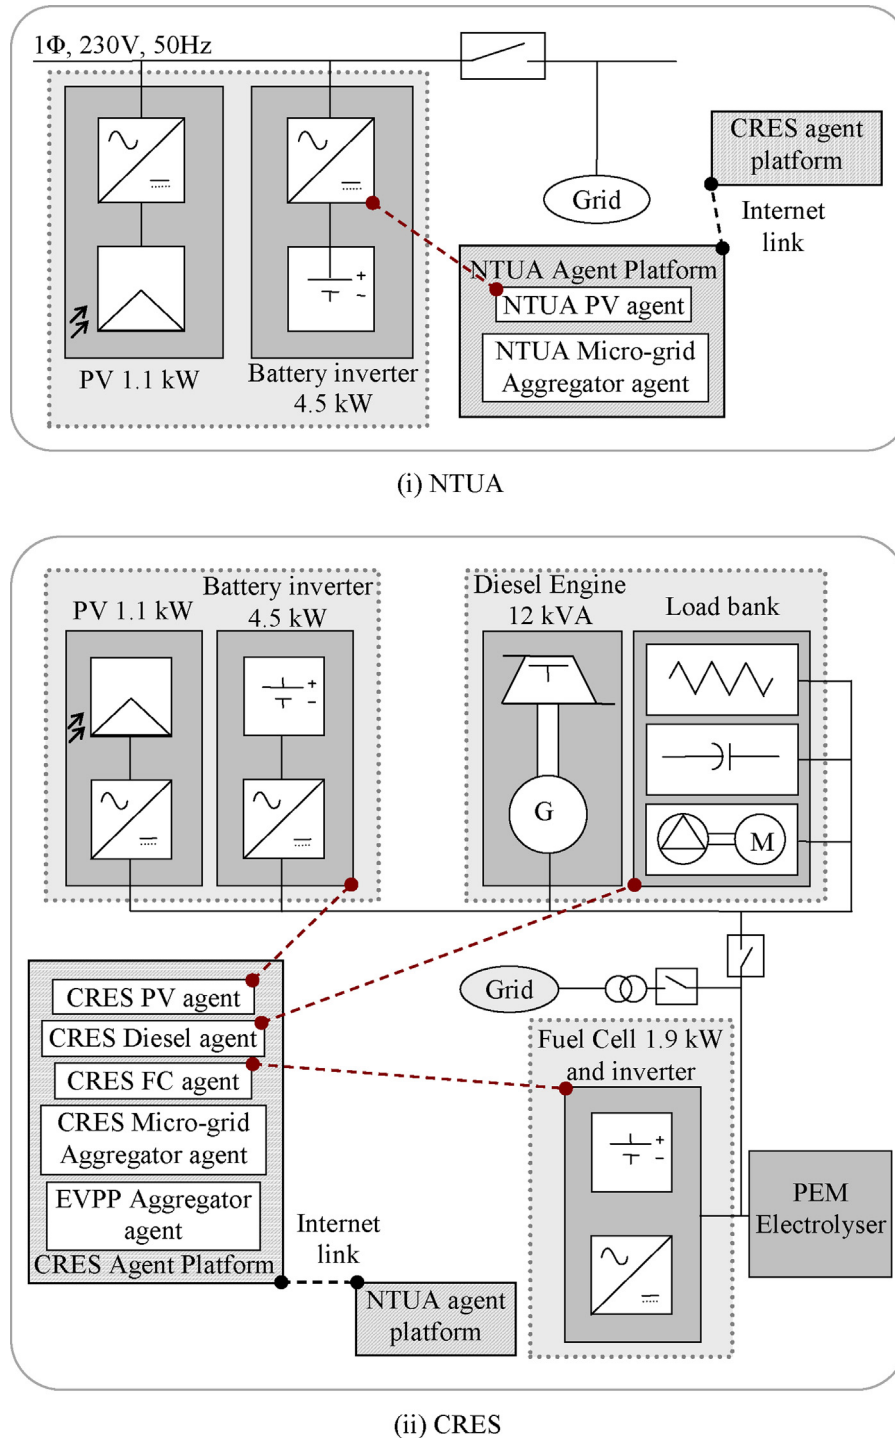 1Φ, 230V, 50Hz
CRES agent
platform
Grid
Internet
link
+
-
NTUA Agent Platform
NTUA PV agent
NTUA Micro-grid
Aggregator agent
PV 1.1 kW
Battery inverter
4.5 kW
(i) NTUA
PV 1.1 kW
Battery inverter
4.5 kW
+
-
Diesel Engine
12 kVA
Load bank
G
M
CRES PV agent
CRES Diesel agent
CRES FC agent
CRES Micro-grid
Aggregator agent
EVPP Aggregator
agent
CRES Agent Platform
Internet
link
NTUA agent
platform
Grid
Fuel Cell 1.9 kW
and inverter
+
-
PEM
Electrolyser
(ii) CRES